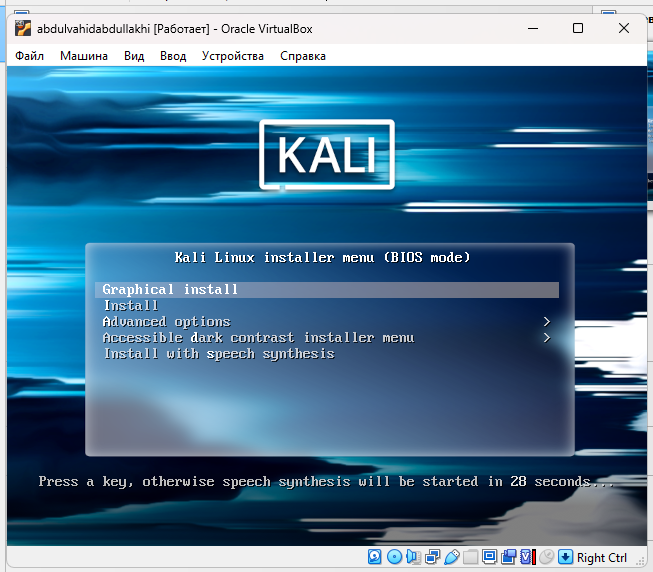 abdulvahidabdullakhi [Работает] - Oracle VirtualBox
Файл Машина Вид Ввод Устройства Справка
KALI
Kali Linux installer menu (BIOS mode)
Graphical install
Install
Advanced options >
Accessible dark contrast installer menu >
Install with speech synthesis
Press a key, otherwise speech synthesis will be started in 28 seconds...
Right Ctrl